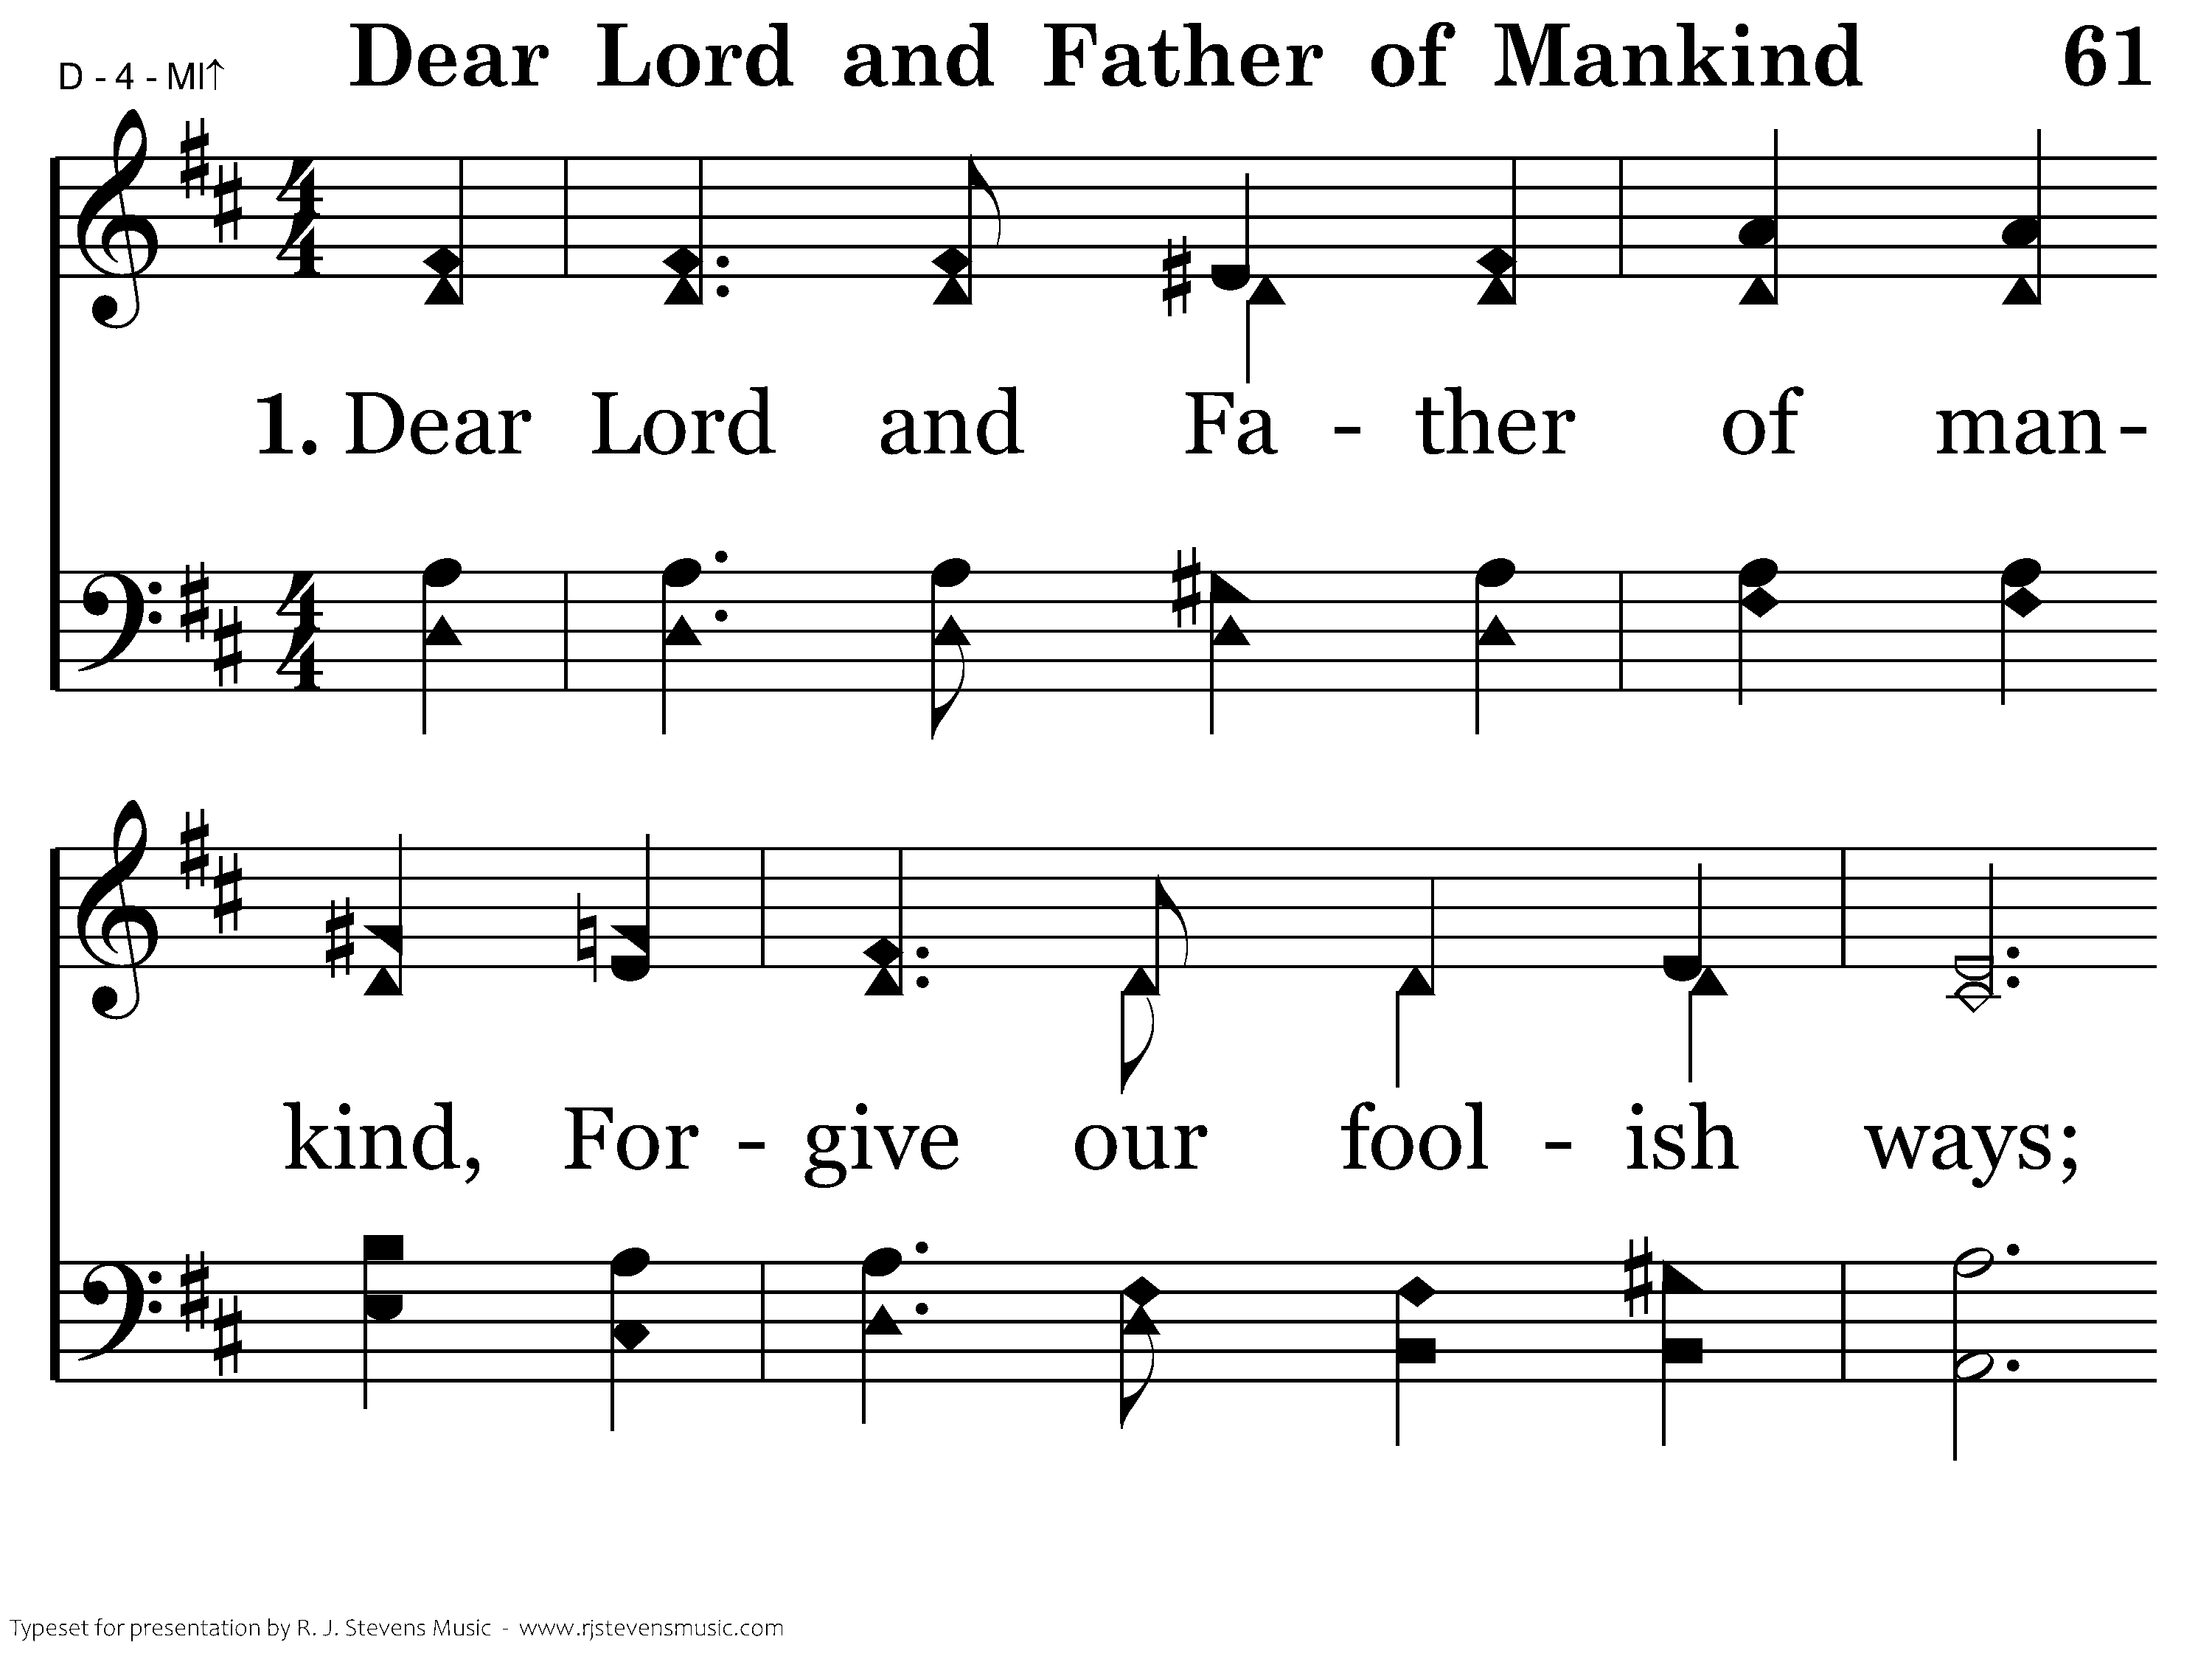 D - 4 - MI↑ Dear Lord and Father of Mankind 61
1. Dear Lord and Fa - ther of man-
kind, For - give our fool - ish ways;
Typeset for presentation by R. J. Stevens Music - www.rjstevensmusic.com